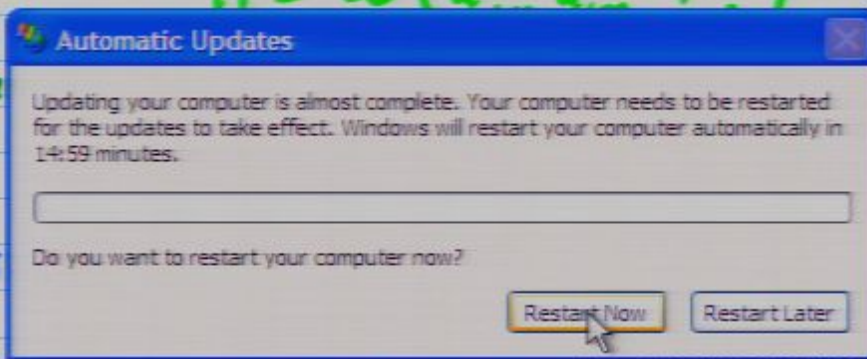 Automatic Updates
Updating your computer is almost complete. Your computer needs to be restarted
for the updates to take effect. Windows will restart your computer automatically in
14:59 minutes.
Do you want to restart your computer now?
Restart Now
Restart Later